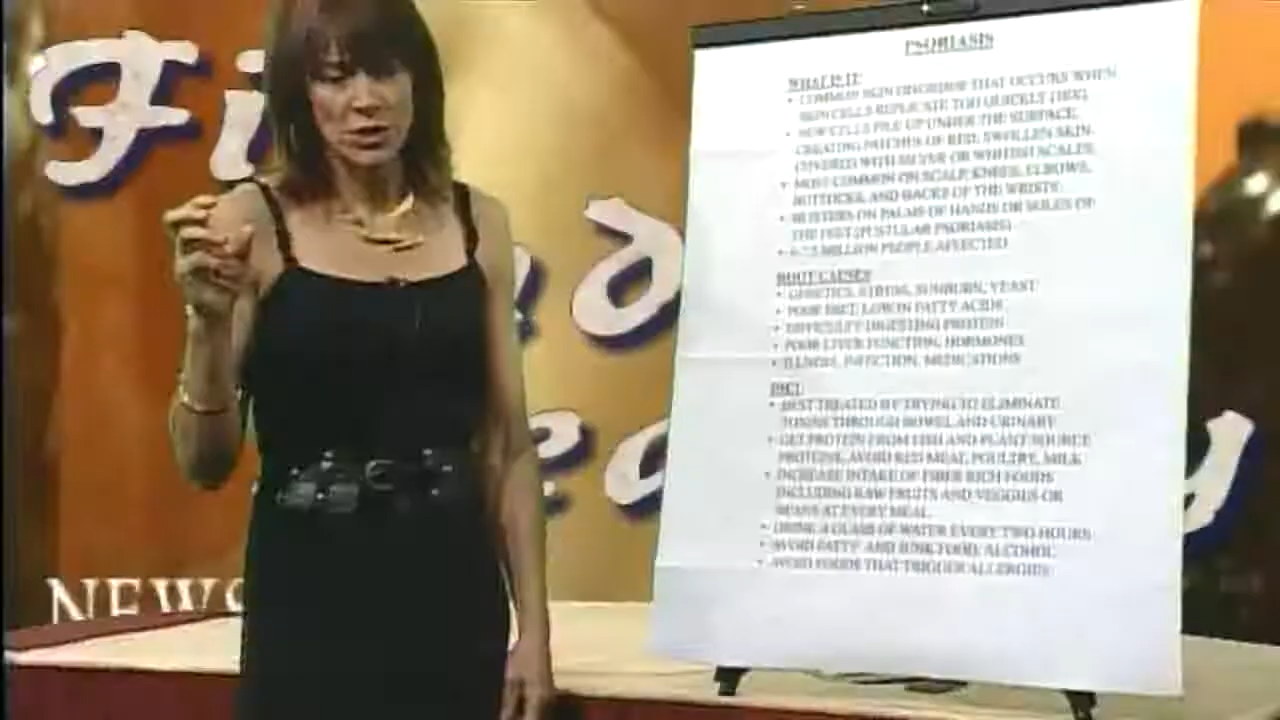 Fi
d
ea
y
NEWS
PSORIASIS
WHAT IS IT:
• COMMON SKIN DISORDER THAT OCCURS WHEN
SKIN CELLS REPLICATE TOO QUICKLY
• NEW CELLS PILE UP UNDER THE SURFACE,
CREATING PATCHES OF RED, SWOLLEN SKIN,
COVERED WITH SILVER OR WHITISH SCALES.
• MOST COMMON ON SCALP, KNEES, ELBOWS,
BUTTOCKS, AND BACKS OF THE WRISTS
• BLISTERS ON PALMS OF HANDS OR SOLES OF
THE FEET (PUSTULAR PSORIASIS)
• MILLION PEOPLE AFFECTED
ROOT CAUSES
• GENETICS, STRESS, SUNBURN, YEAST
• POOR DIET, LOW IN FATTY ACIDS
• DIFFICULTY DIGESTING PROTEIN
• POOR LIVER FUNCTION, HORMONES
• ILLNESS, INFECTION, MEDICATIONS
DIET:
• BEST TREATED BY TRYING TO ELIMINATE
TOXINS THROUGH BOWEL AND URINARY
• GET PROTEIN FROM FISH AND PLANT SOURCE
PROTEINS, AVOID RED MEAT, POULTRY, MILK
• INCREASE INTAKE OF FIBER RICH FOODS
INCLUDING RAW FRUITS AND VEGGIES OR
BEANS AT EVERY MEAL.
• DRINK A GLASS OF WATER EVERY TWO HOURS
• AVOID FATTY AND JUNK FOOD, ALCOHOL
• AVOID FOODS THAT TRIGGER ALLERGIES